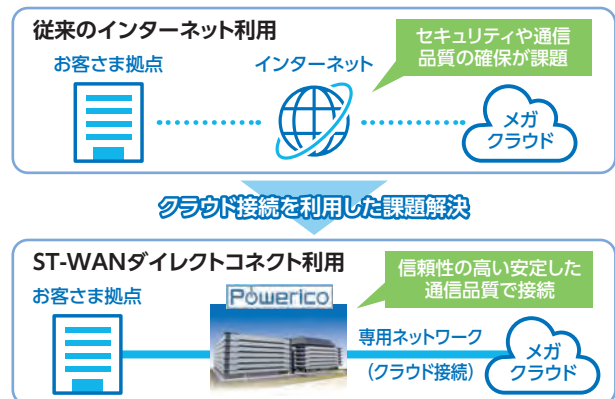 従来のインターネット利用
セキュリティや通信
品質の確保が課題
お客さま拠点
インターネット
メガ
クラウド
クラウド接続を利用した課題解決
ST-WANダイレクトコネクト利用
信頼性の高い安定した
通信品質で接続
お客さま拠点
Powerico
専用ネットワーク
(クラウド接続)
メガ
クラウド